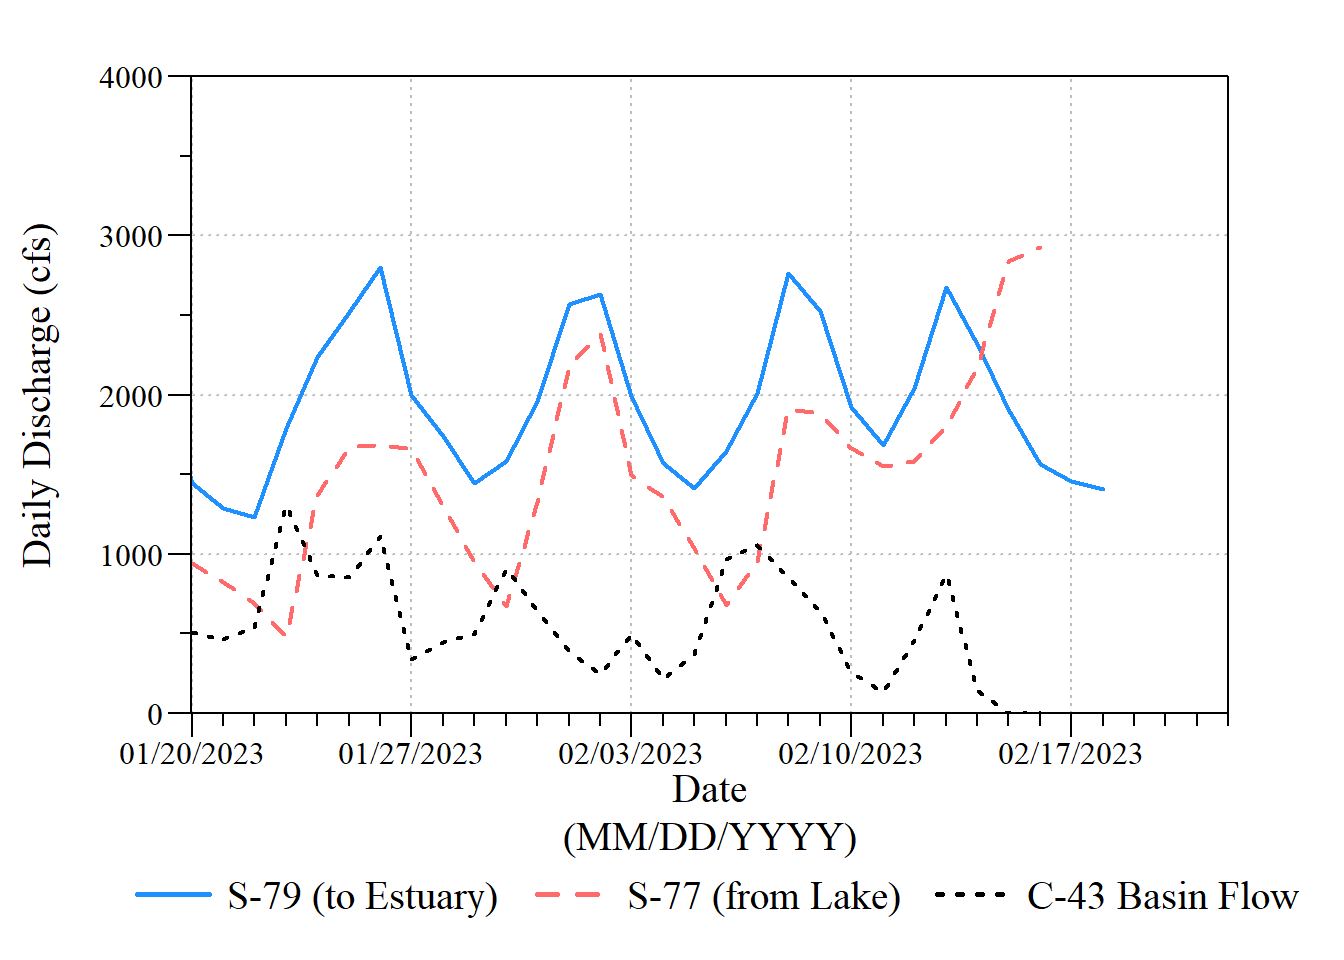 4000
3000
2000
1000
0
Daily Discharge (cfs)
01/20/2023 01/27/2023 02/03/2023 02/10/2023 02/17/2023
Date
(MM/DD/YYYY)
S-79 (to Estuary) S-77 (from Lake) C-43 Basin Flow